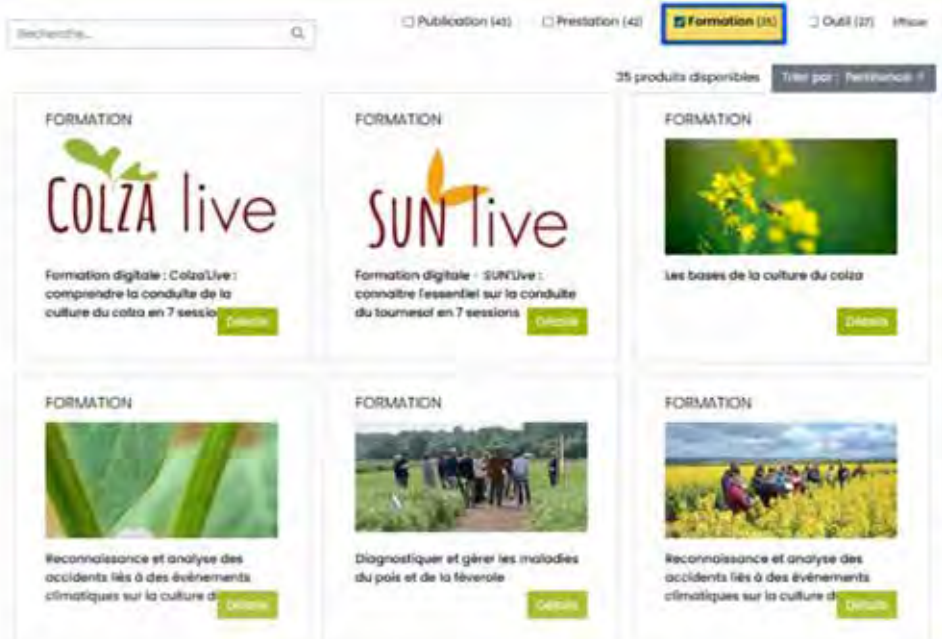 Recherche...
Publication (43)
Prestation (42)
Formation (35)
Outil (27)
Effacer
35 produits disponibles
Trier par : Pertinence
FORMATION
COLZA live
Formation digitale : Colza'Live :
comprendre la conduite de la
culture du colza en 7 sessio
Détails
FORMATION
SUN live
Formation digitale - SUN'Live :
connaitre l'essentiel sur la conduite
du tournesol en 7 sessions
Détails
FORMATION
Les bases de la culture du colza
Détails
FORMATION
Reconnaissance et analyse des
accidents liés à des événements
climatiques sur la culture d
Détails
FORMATION
Diagnostiquer et gérer les maladies
du pois et de la féverole
Détails
FORMATION
Reconnaissance et analyse des
accidents liés à des événements
climatiques sur la culture d
Détails